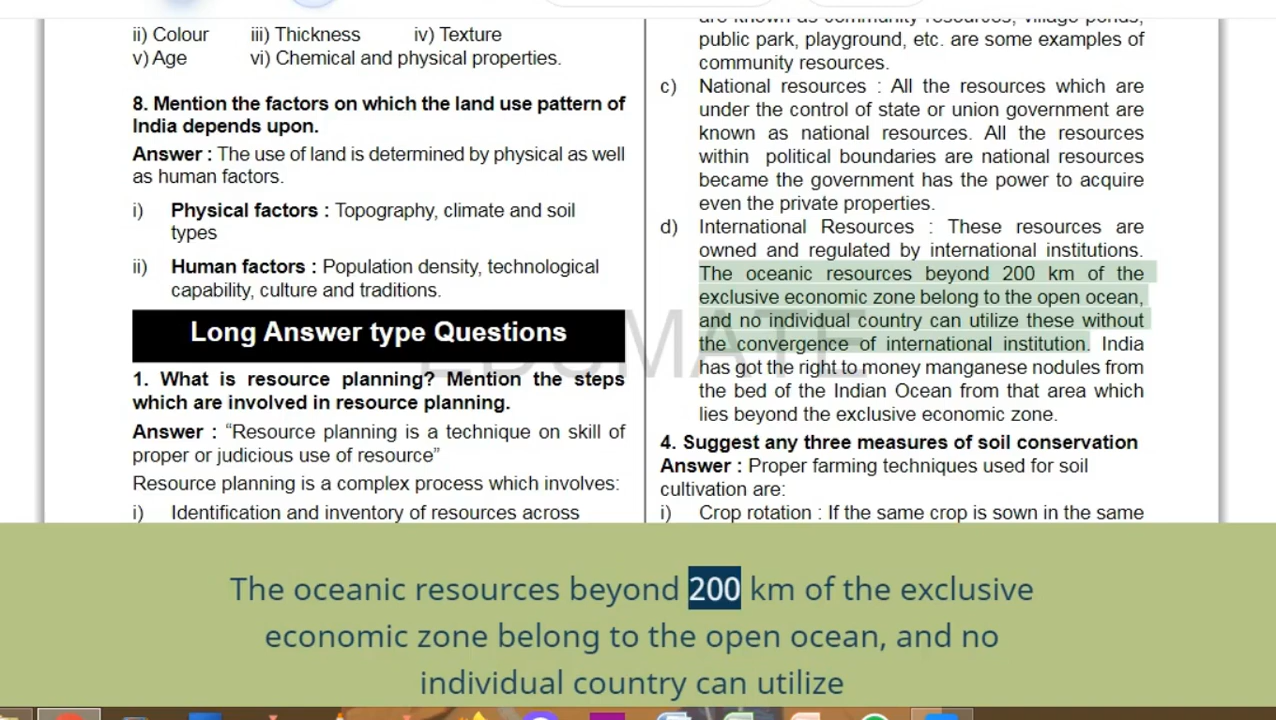 ii) Colour iii) Thickness iv) Texture
v) Age vi) Chemical and physical properties.
8. Mention the factors on which the land use pattern of
India depends upon.
Answer : The use of land is determined by physical as well
as human factors.
i) Physical factors : Topography, climate and soil
types
ii) Human factors : Population density, technological
capability, culture and traditions.
Long Answer type Questions
1. What is resource planning? Mention the steps
which are involved in resource planning.
Answer : “Resource planning is a technique on skill of
proper or judicious use of resource”
Resource planning is a complex process which involves:
i) Identification and inventory of resources across
are known as community resources, village ponds,
public park, playground, etc. are some examples of
community resources.
c) National resources : All the resources which are
under the control of state or union government are
known as national resources. All the resources
within political boundaries are national resources
became the government has the power to acquire
even the private properties.
d) International Resources : These resources are
owned and regulated by international institutions.
The oceanic resources beyond 200 km of the
exclusive economic zone belong to the open ocean,
and no individual country can utilize these without
the convergence of international institution. India
has got the right to money manganese nodules from
the bed of the Indian Ocean from that area which
lies beyond the exclusive economic zone.
4. Suggest any three measures of soil conservation
Answer : Proper farming techniques used for soil
cultivation are:
i) Crop rotation : If the same crop is sown in the same
EDUMATE
The oceanic resources beyond 200 km of the exclusive
economic zone belong to the open ocean, and no
individual country can utilize